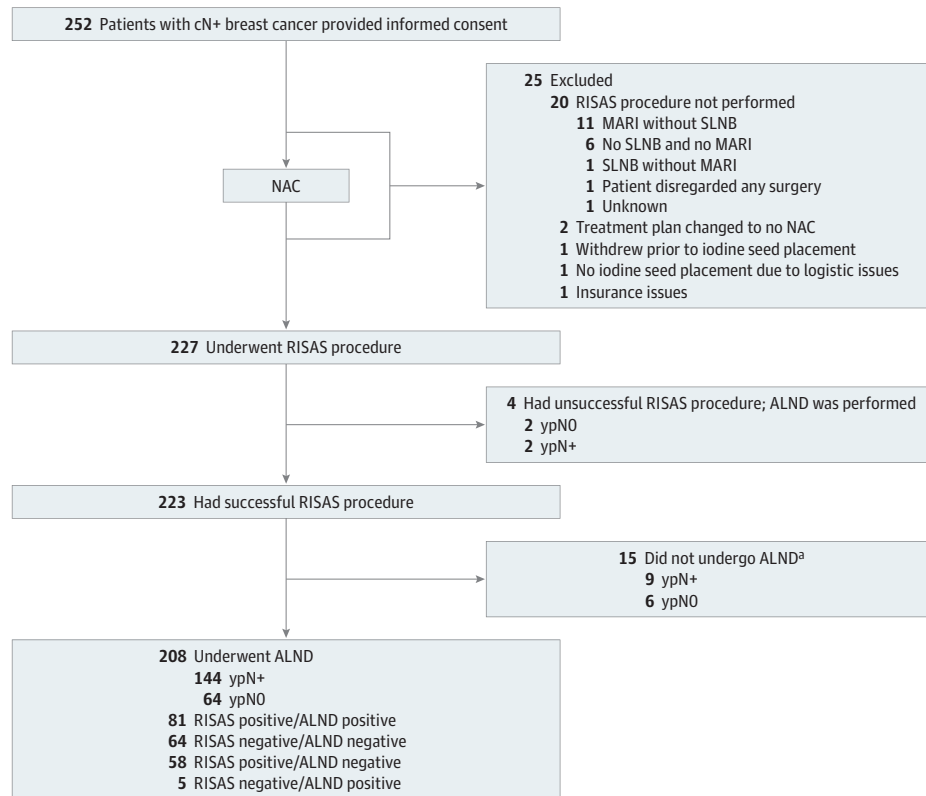 252 Patients with cN+ breast cancer provided informed consent
25 Excluded
20 RISAS procedure not performed
11 MARI without SLNB
6 No SLNB and no MARI
1 SLNB without MARI
1 Patient disregarded any surgery
1 Unknown
2 Treatment plan changed to no NAC
1 Withdrew prior to iodine seed placement
1 No iodine seed placement due to logistic issues
1 Insurance issues
NAC
227 Underwent RISAS procedure
4 Had unsuccessful RISAS procedure; ALND was performed
2 ypN0
2 ypN+
223 Had successful RISAS procedure
15 Did not undergo ALNDa
9 ypN+
6 ypN0
208 Underwent ALND
144 ypN+
64 ypN0
81 RISAS positive/ALND positive
64 RISAS negative/ALND negative
58 RISAS positive/ALND negative
5 RISAS negative/ALND positive